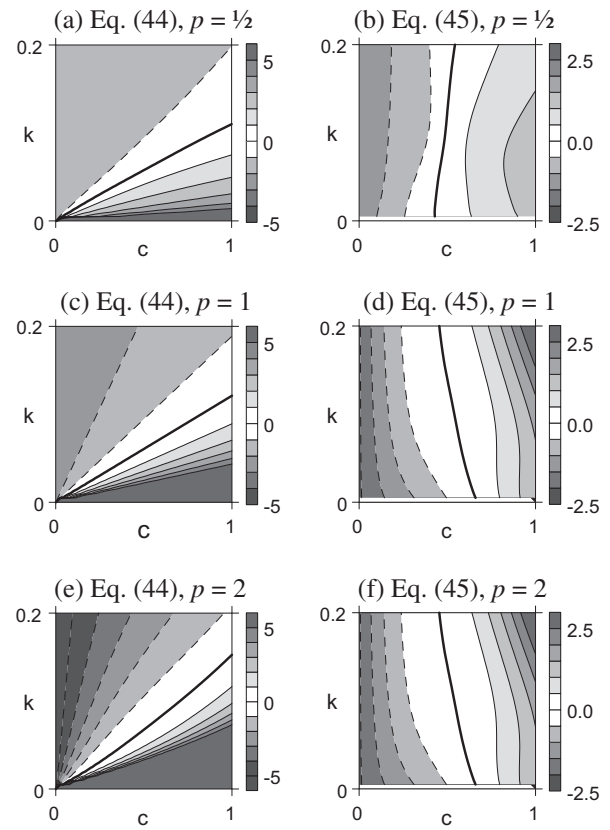 (a) Eq. (44), p = ½
(b) Eq. (45), p = ½
0.2
k
0
0
c
1
5
0
-5
0.2
k
0
0
c
1
2.5
0.0
-2.5
(c) Eq. (44), p = 1
(d) Eq. (45), p = 1
0.2
k
0
0
c
1
5
0
-5
0.2
k
0
0
c
1
2.5
0.0
-2.5
(e) Eq. (44), p = 2
(f) Eq. (45), p = 2
0.2
k
0
0
c
1
5
0
-5
0.2
k
0
0
c
1
2.5
0.0
-2.5